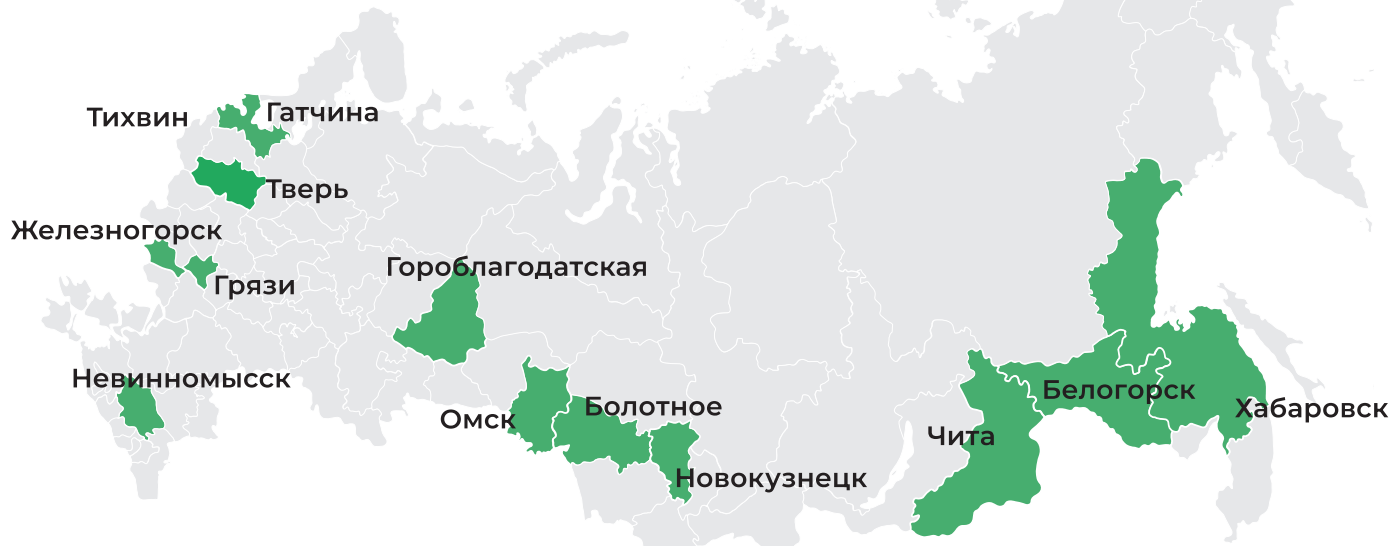 Тихвин
Гатчина
Тверь
Железногорск
Грязи
Гороблагодатская
Невинномысск
Омск
Болотное
Новокузнецк
Чита
Белогорск
Хабаровск